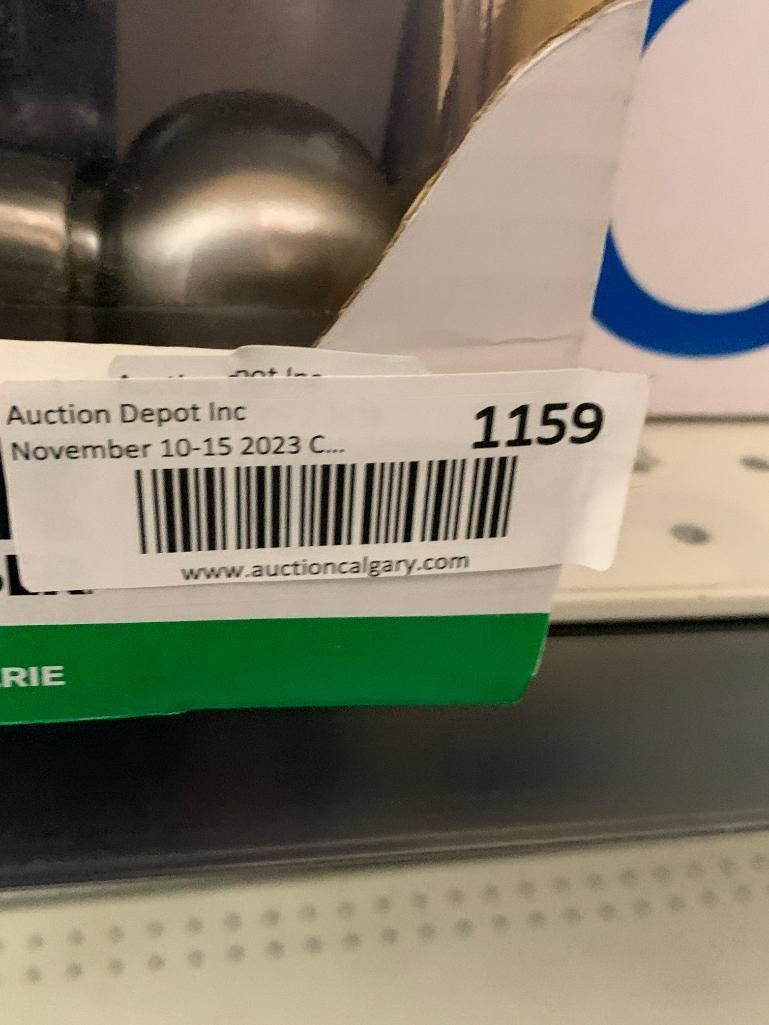 Auction Depot Inc
November 10-15 2023 C...
1159
www.auctioncalgary.com
RIE